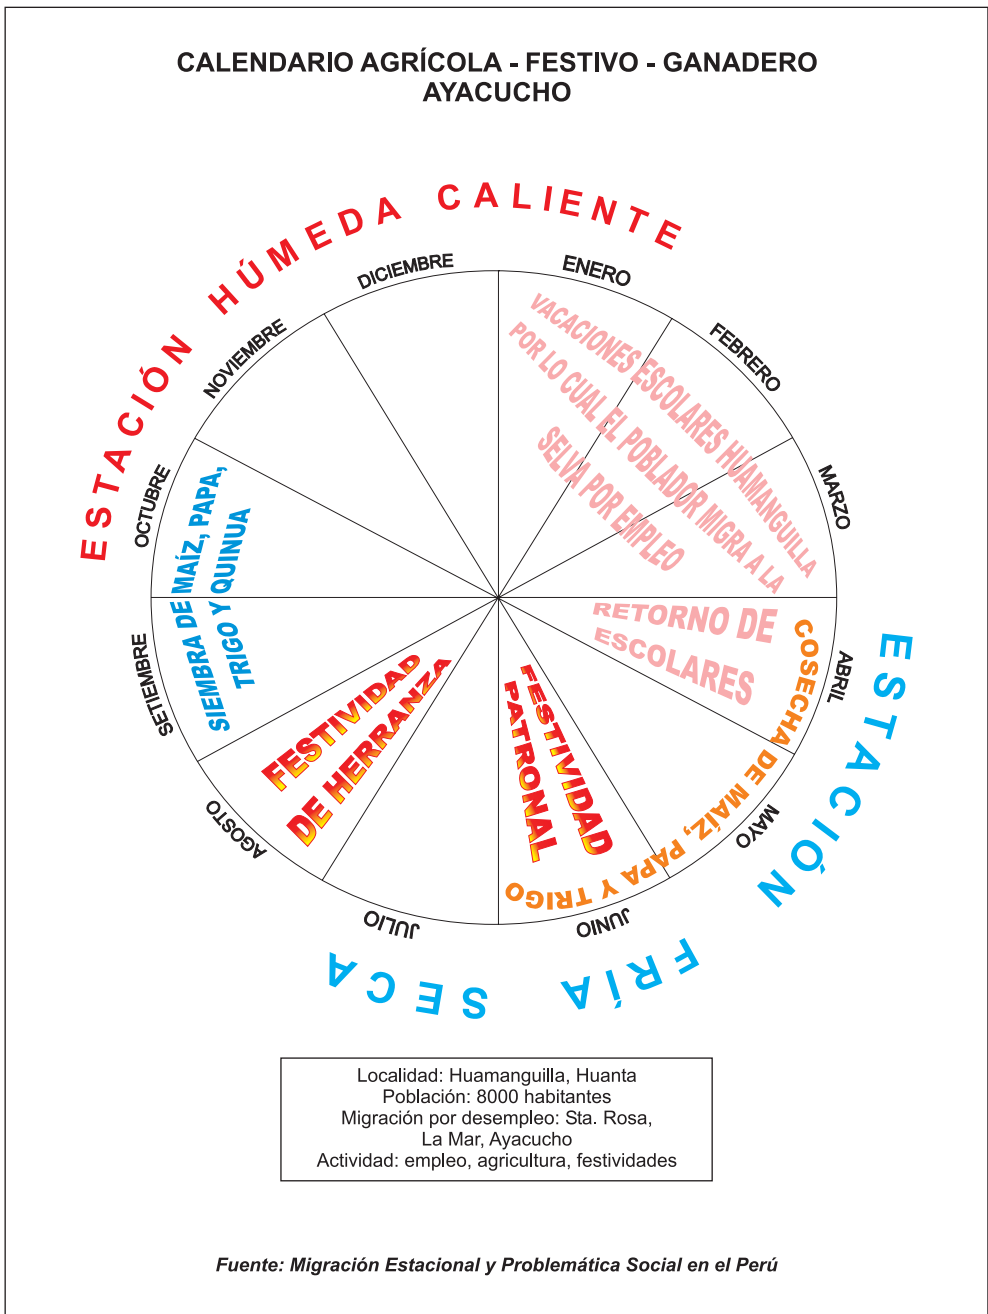 CALENDARIO AGRÍCOLA - FESTIVO - GANADERO
AYACUCHO
ESTACIÓN HÚMEDA CALIENTE
ENERO
FEBRERO
MARZO
ABRIL
MAYO
JUNIO
JULIO
AGOSTO
SETIEMBRE
OCTUBRE
NOVIEMBRE
DICIEMBRE
VACACIONES ESCOLARES HUAMANGUILLA
POR LO CUAL EL POBLADOR MIGRA A LA
SELVA POR EMPLEO
RETORNO DE
ESCOLARES
COSECHA DE MAÍZ, PAPA Y TRIGO
FESTIVIDAD
PATRONAL
FESTIVIDAD
DE HERRANZA
SIEMBRA DE MAÍZ, PAPA,
TRIGO Y QUINUA
ESTACIÓN FRÍA SECA
Localidad: Huamanguilla, Huanta
Población: 8000 habitantes
Migración por desempleo: Sta. Rosa,
La Mar, Ayacucho
Actividad: empleo, agricultura, festividades
Fuente: Migración Estacional y Problemática Social en el Perú